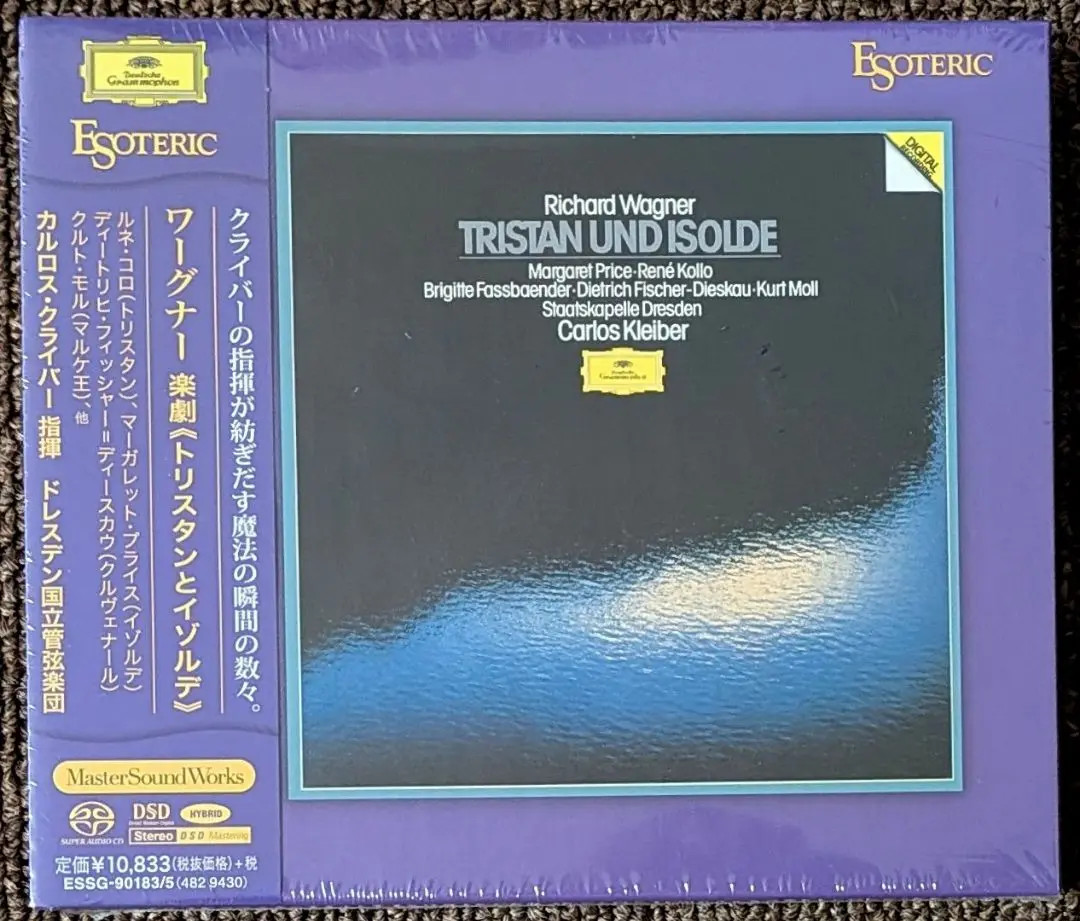 Deutsche
Grammophon
ESOTERIC
クライバーの指揮が紡ぎだす魔法の瞬間の数々。
ワーグナー 楽劇《トリスタンとイゾルデ》
ルネ・コロ(トリスタン)、マーガレット・プライス(イゾルデ)
ディートリヒ・フィッシャー=ディースカウ(クルヴェナール)
クルト・モル(マルケ王)、他
カルロス・クライバー 指揮 ドレスデン国立管弦楽団
MasterSoundWorks
SUPER AUDIO CD
DSD
Direct Stream Digital
HYBRID
Stereo DSD Mastering
定価¥10,833(税抜価格)+税
ESSG-90183/5(482 9430)
ESOTERIC
DIGITAL
RECORDING
Richard Wagner
TRISTAN UND ISOLDE
Margaret Price·René Kollo
Brigitte Fassbaender·Dietrich Fischer-Dieskau·Kurt Moll
Staatskapelle Dresden
Carlos Kleiber
Deutsche
Grammophon